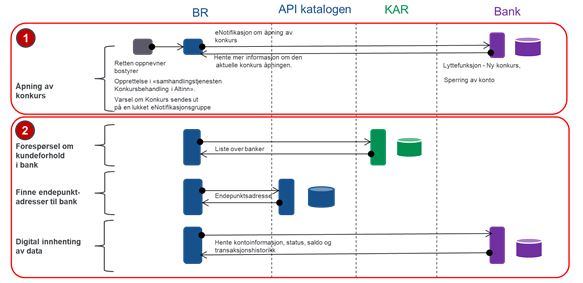 BR
API katalogen
KAR
Bank
1
eNotifikasjon om åpning av
konkurs
Hente mer informasjon om den
aktuelle konkurs åpningen.
Retten oppnevner
bostyrer
Opprettelse i «samhandlingstjenesten
Konkursbehandling i Altinn».
Varsel om Konkurs sendes ut
på en lukket eNotifikasjonsgruppe
Lyttefunksjon - Ny konkurs,
Sperring av konto
Åpning av
konkurs
2
Forespørsel om
kundeforhold
i bank
Liste over banker
Finne endepunkt-
adresser til bank
Endepunktsadresse
Digital innhenting
av data
Hente kontoinformasjon, status, saldo og
transaksjonshistorikk